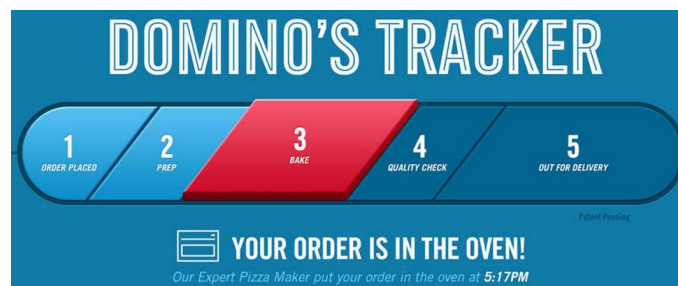 DOMINO'S TRACKER
1
ORDER PLACED
2
PREP
3
BAKE
4
QUALITY CHECK
5
OUT FOR DELIVERY
Patent Pending
YOUR ORDER IS IN THE OVEN!
Our Expert Pizza Maker put your order in the oven at 5:17PM